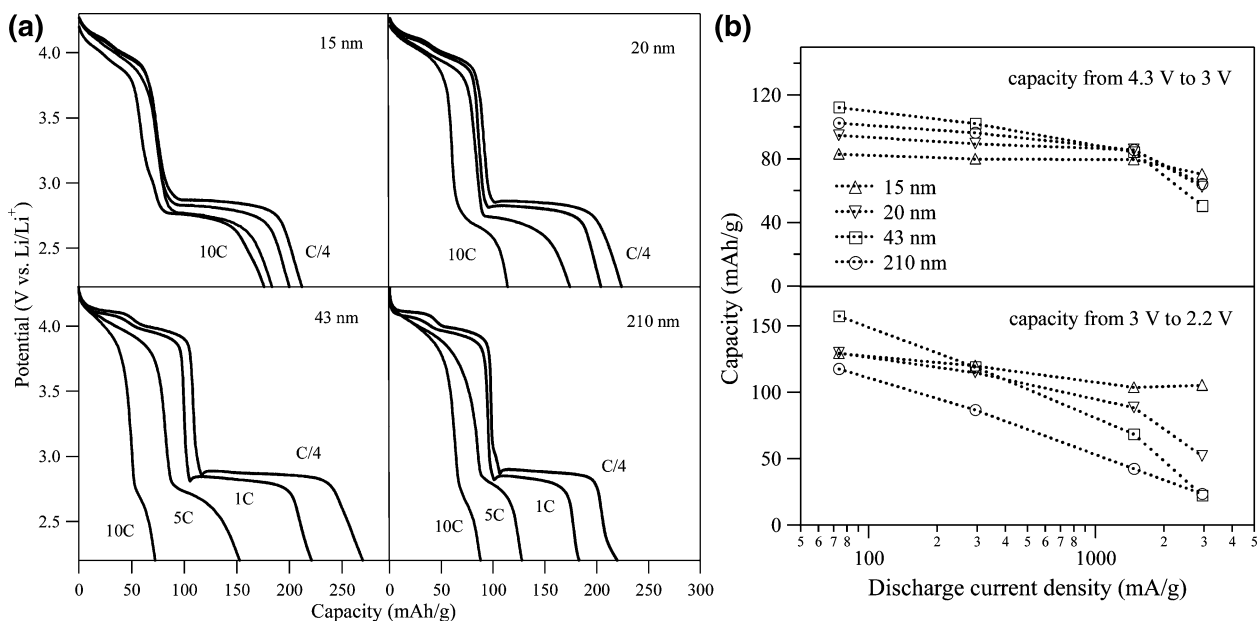 (a)
15 nm
20 nm
4.0
3.5
3.0
2.5
10C
C/4
10C
C/4
43 nm
210 nm
4.0
3.5
3.0
2.5
C/4
1C
5C
10C
C/4
1C
5C
10C
0 50 100 150 200 250
0 50 100 150 200 250 300
Potential (V vs. Li/Li⁺)
Capacity (mAh/g)
(b)
capacity from 4.3 V to 3 V
120
80
40
0
15 nm
20 nm
43 nm
210 nm
capacity from 3 V to 2.2 V
150
100
50
0
Capacity (mAh/g)
5 6 7 8 100 2 3 4 5 6 7 8 1000 2 3 4 5
Discharge current density (mA/g)